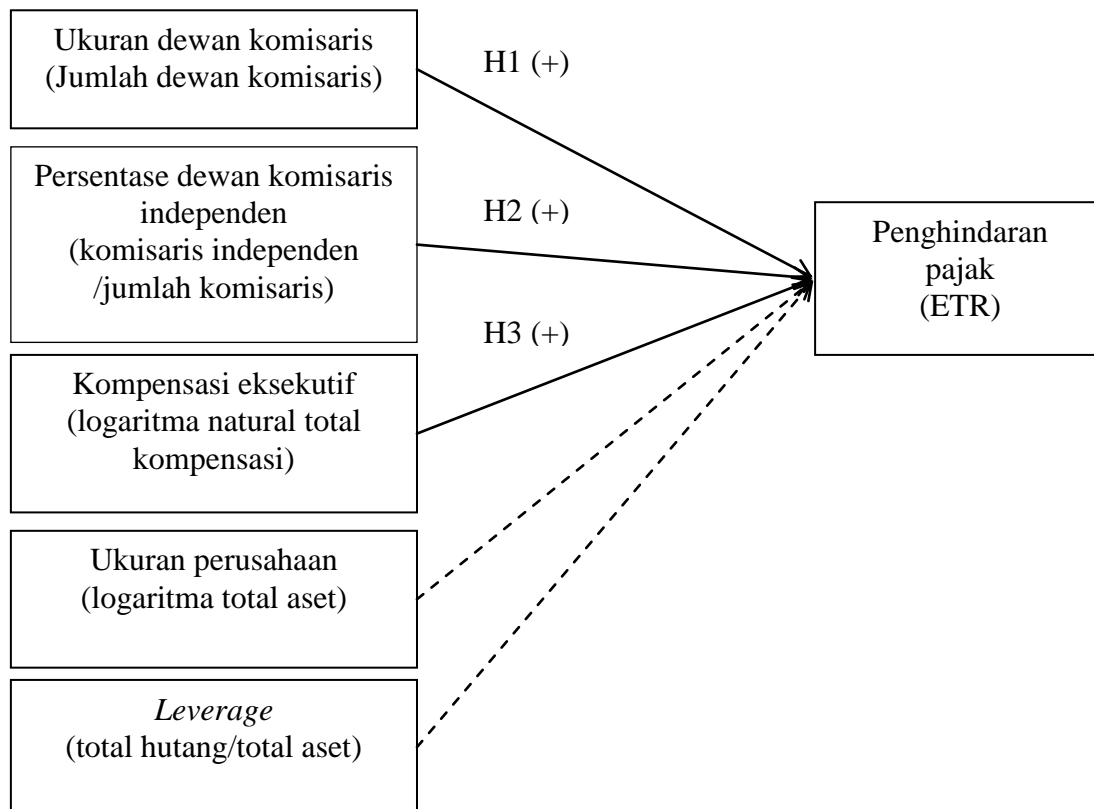 Ukuran dewan komisaris
(Jumlah dewan komisaris)
H1 (+)
Persentase dewan komisaris
independen
(komisaris independen
/jumlah komisaris)
H2 (+)
Penghindaran
pajak
(ETR)
H3 (+)
Kompensasi eksekutif
(logaritma natural total
kompensasi)
Ukuran perusahaan
(logaritma total aset)
Leverage
(total hutang/total aset)